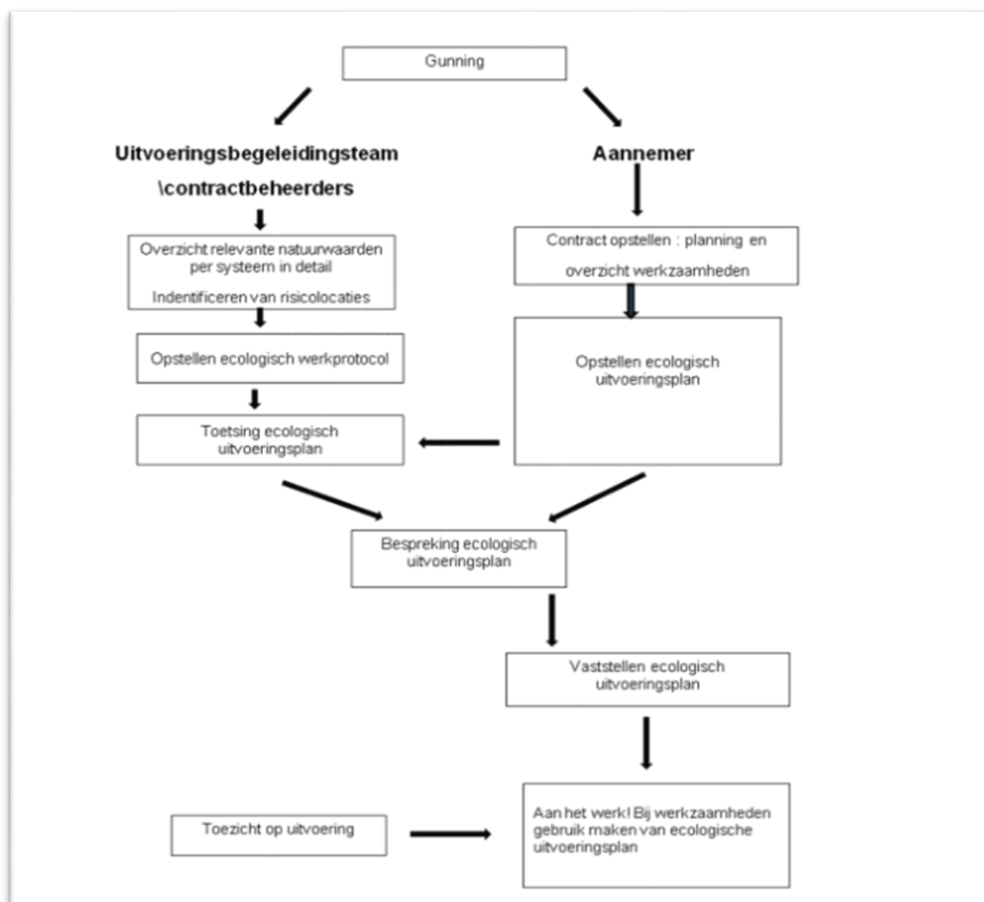 Gunning
Uitvoeringsbegeleidingsteam
\contractbeheerders
Aannemer
Overzicht relevante natuurwaarden
per systeem in detail
Indentificeren van risicolocaties
Contract opstellen : planning en
overzicht werkzaamheden
Opstellen ecologisch werkprotocol
Opstellen ecologisch
uitvoeringsplan
Toetsing ecologisch
uitvoeringsplan
Bespreking ecologisch
uitvoeringsplan
Vaststellen ecologisch
uitvoeringsplan
Toezicht op uitvoering
Aan het werk! Bij werkzaamheden
gebruik maken van ecologische
uitvoeringsplan